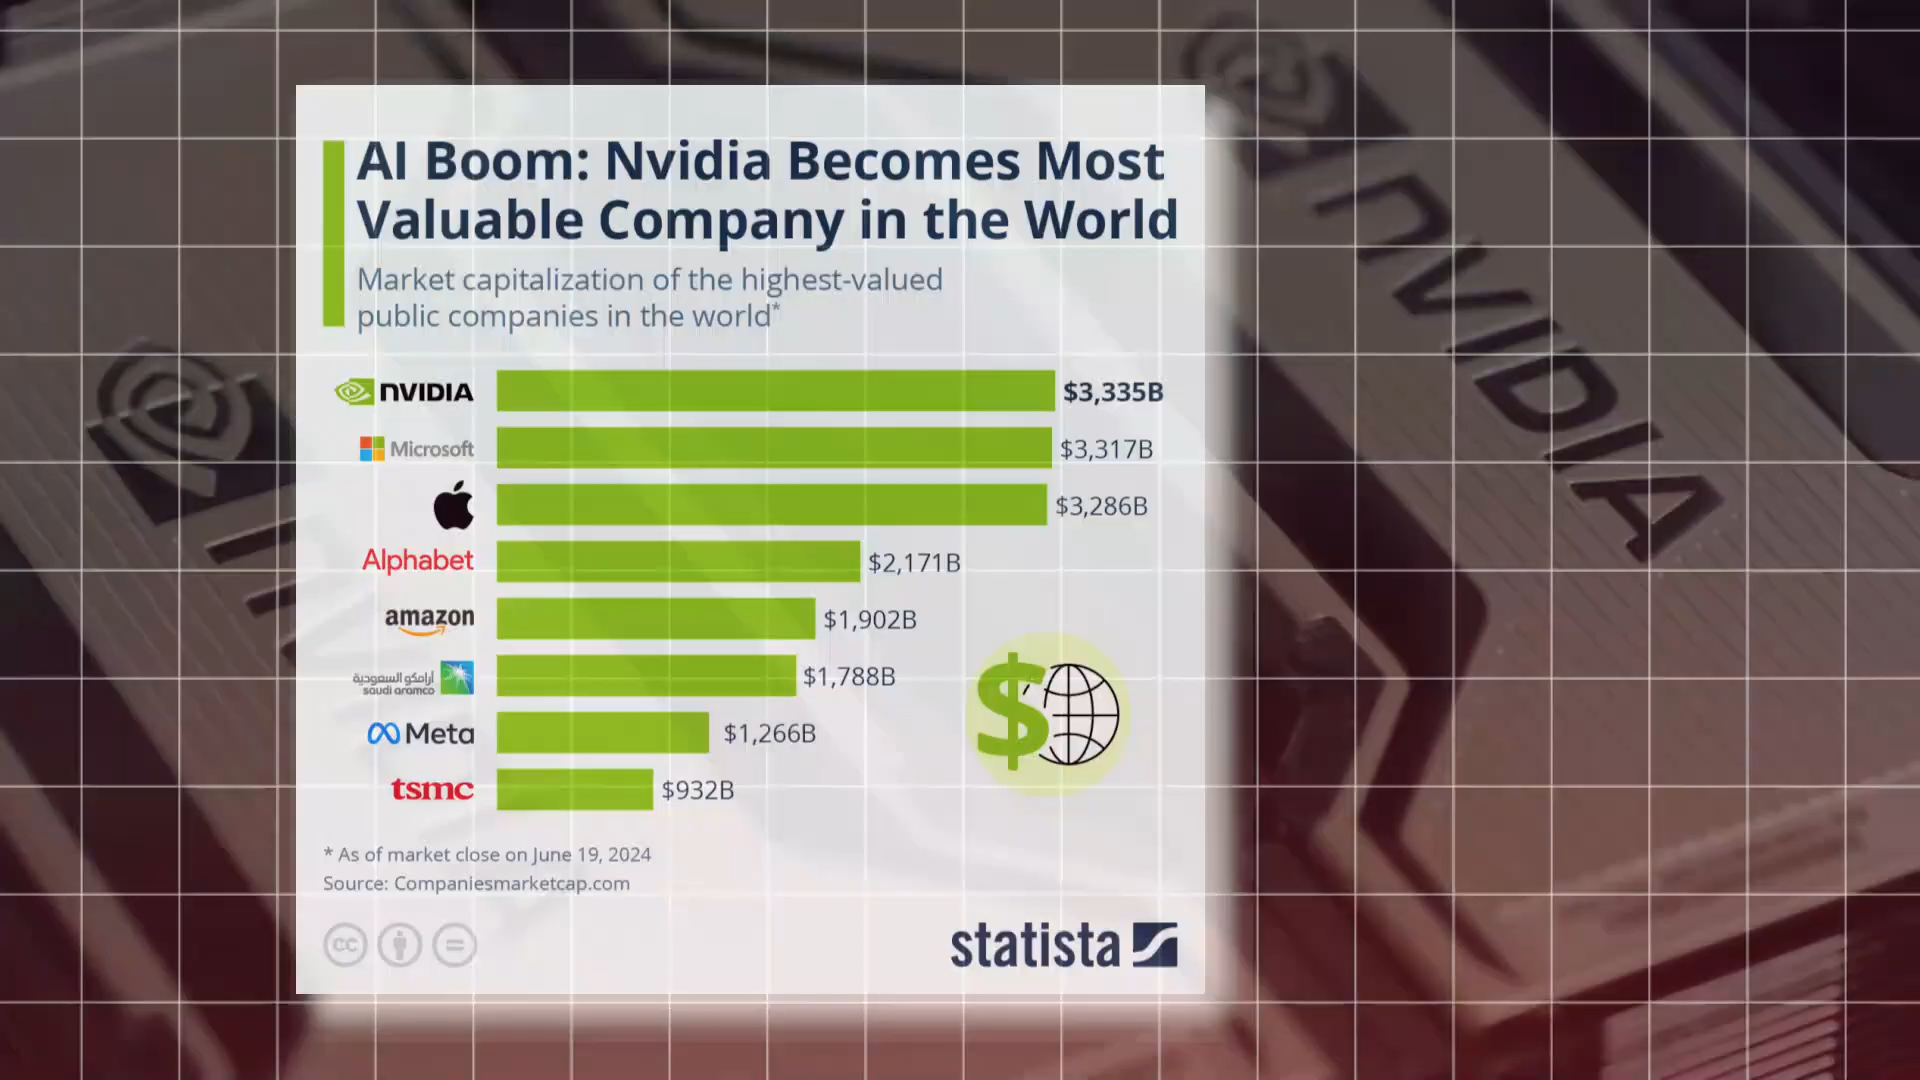 AI Boom: Nvidia Becomes Most
Valuable Company in the World
Market capitalization of the highest-valued
public companies in the world*
NVIDIA $3,335B
Microsoft $3,317B
$3,286B
Alphabet $2,171B
amazon $1,902B
أرامكو السعودية
saudi aramco $1,788B
Meta $1,266B
tsmc $932B
* As of market close on June 19, 2024
Source: Companiesmarketcap.com
cc
statista
NVIDIA